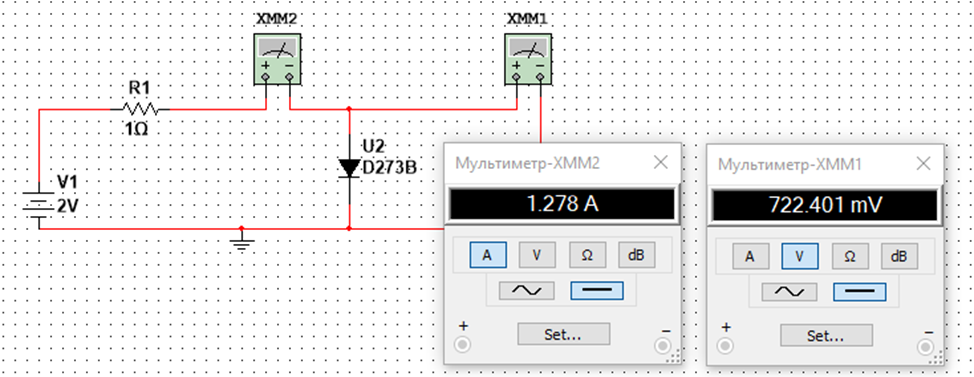 XMM2
XMM1
+ −
+ −
R1
1Ω
U2
D273B
V1
2V
Мультиметр-XMM2
1.278 A
A V Ω dB
+ Set... −
Мультиметр-XMM1
722.401 mV
A V Ω dB
+ Set... −